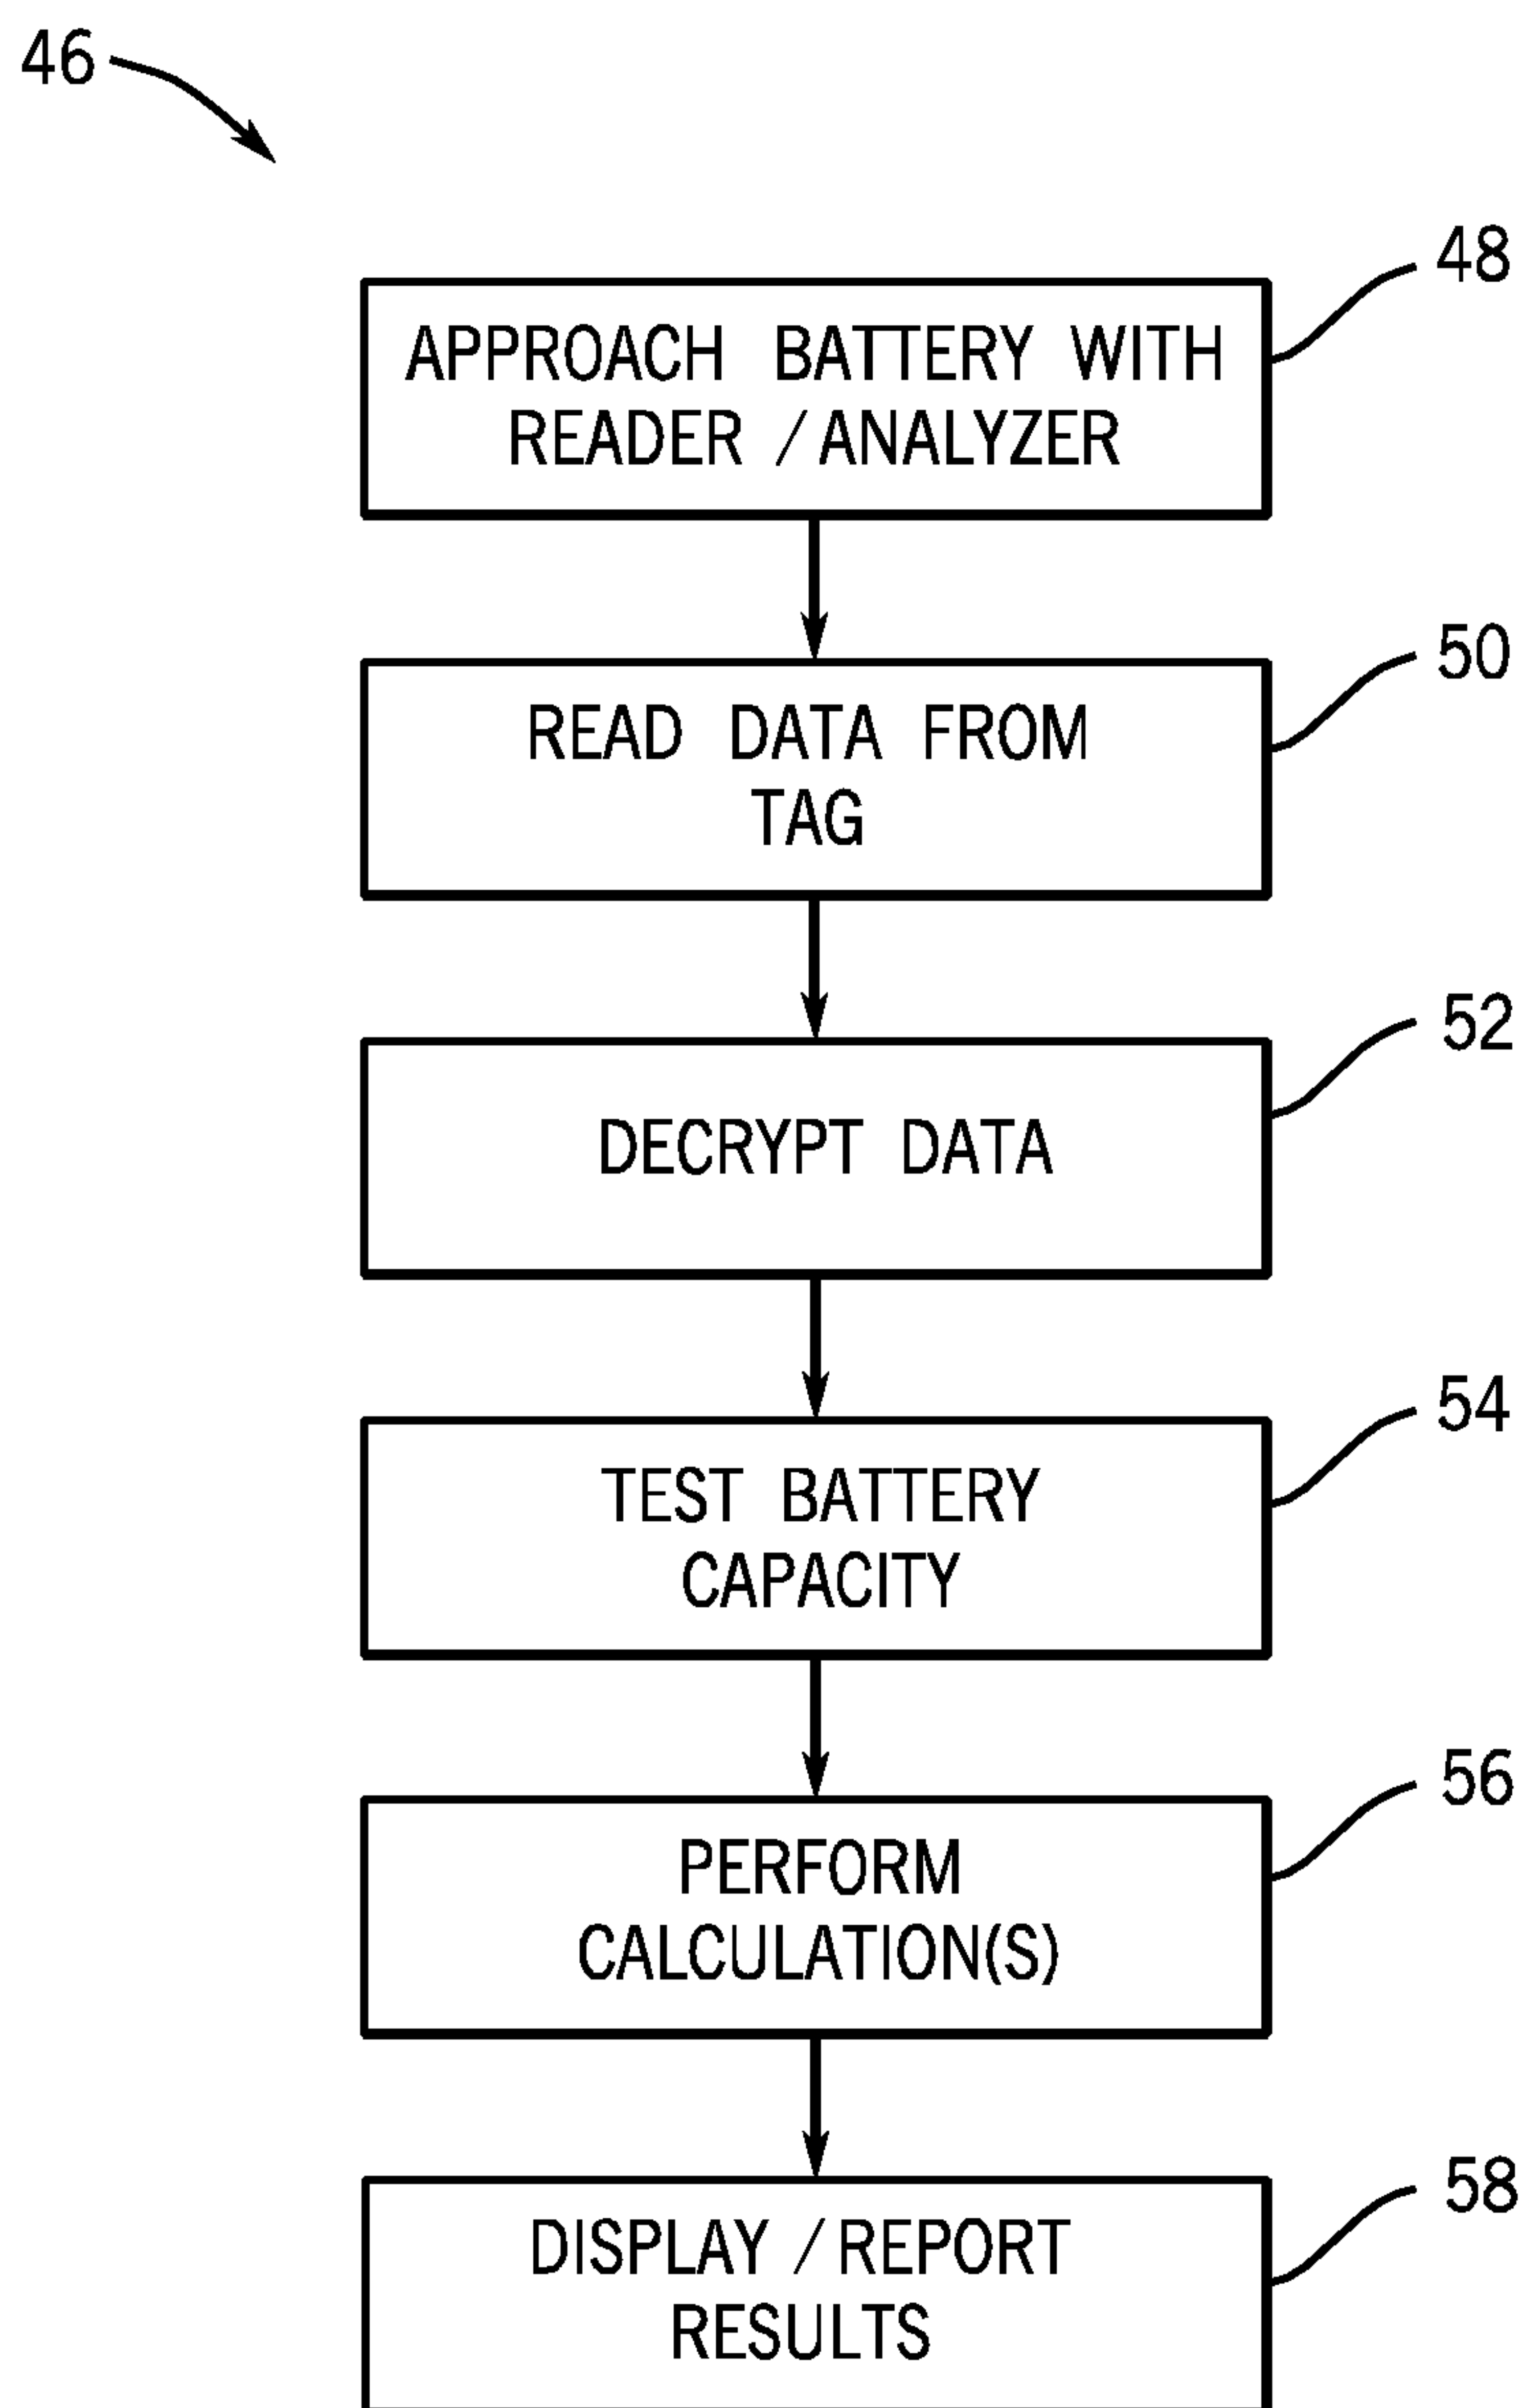 46
48
APPROACH BATTERY WITH
READER /ANALYZER
50
READ DATA FROM
TAG
52
DECRYPT DATA
54
TEST BATTERY
CAPACITY
56
PERFORM
CALCULATION(S)
58
DISPLAY /REPORT
RESULTS